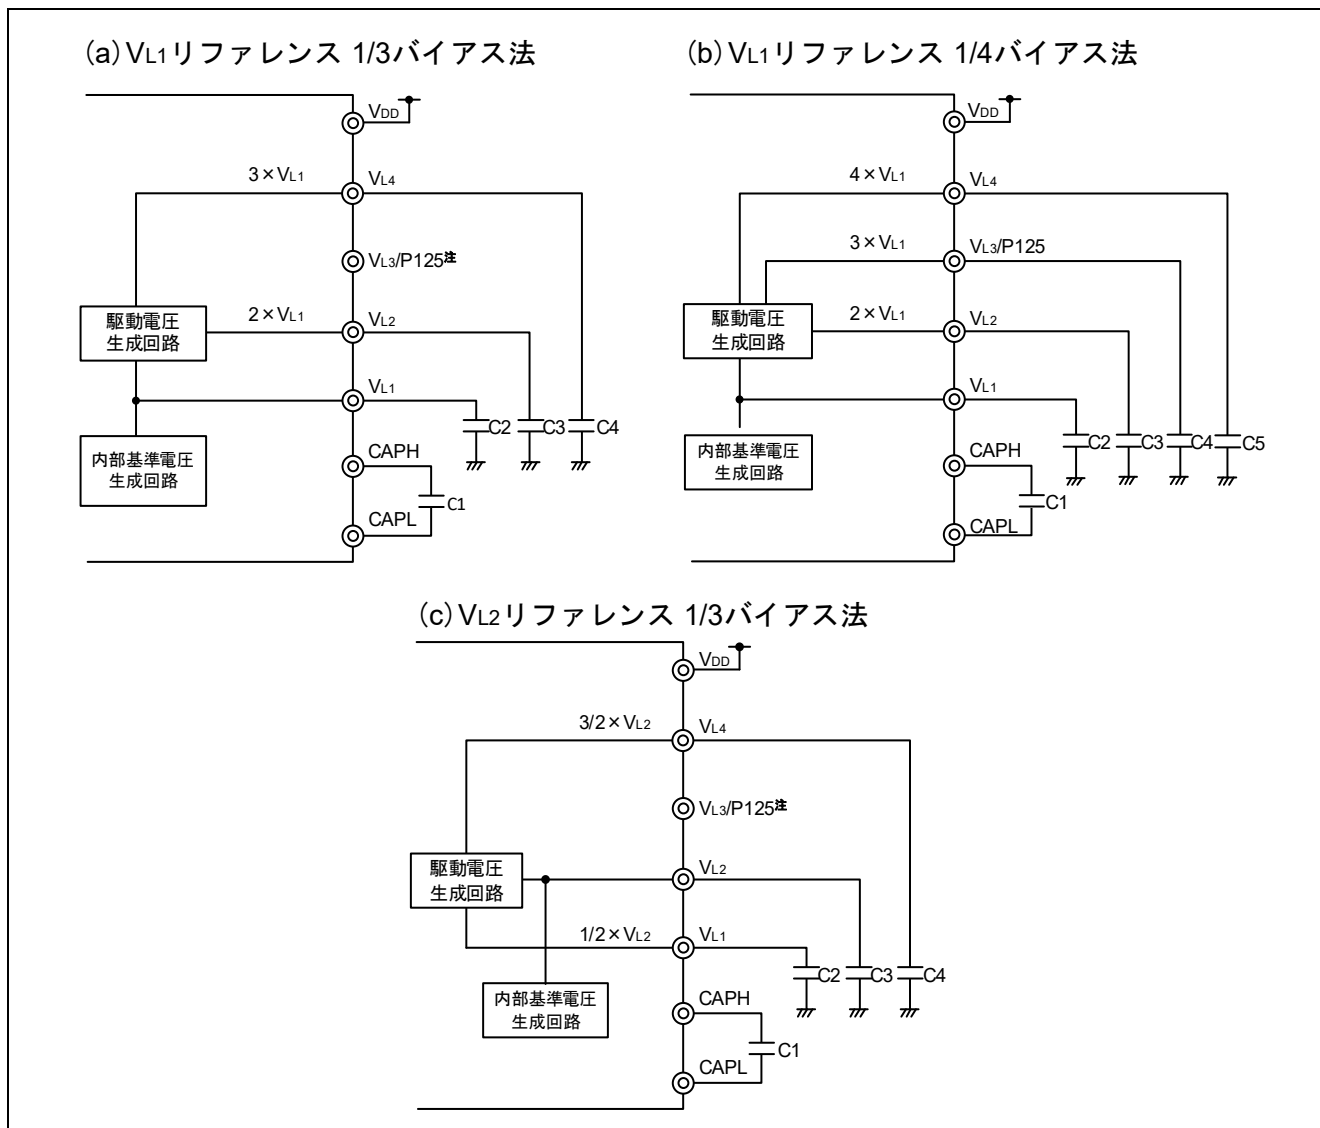 (a) VL1リファレンス 1/3バイアス法
VDD
3×VL1
VL4
VL3/P125注
駆動電圧
生成回路
2×VL1
VL2
VL1
C2
C3
C4
内部基準電圧
生成回路
CAPH
C1
CAPL
(b) VL1リファレンス 1/4バイアス法
VDD
4×VL1
VL4
3×VL1
VL3/P125
駆動電圧
生成回路
2×VL1
VL2
VL1
C2
C3
C4
C5
内部基準電圧
生成回路
CAPH
C1
CAPL
(c) VL2リファレンス 1/3バイアス法
VDD
3/2×VL2
VL4
VL3/P125注
駆動電圧
生成回路
VL2
1/2×VL2
VL1
C2
C3
C4
内部基準電圧
生成回路
CAPH
C1
CAPL